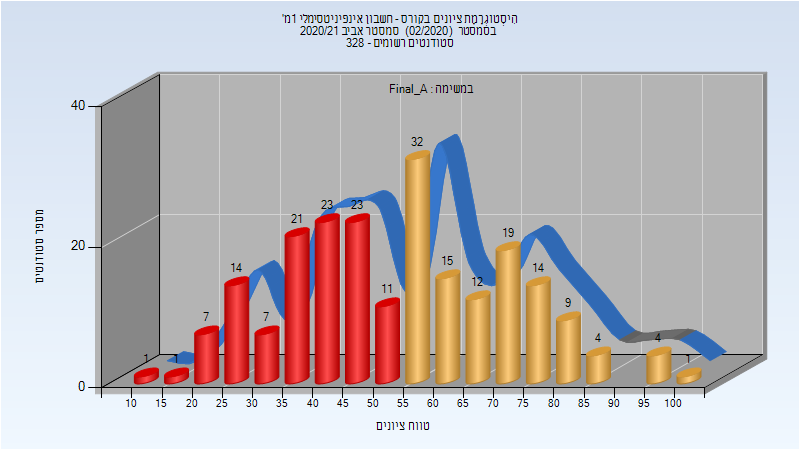 היסטוגרמת ציונים בקורס - חשבון אינפיניטסימלי 1מ'
בסמסטר (02/2020) סמסטר אביב 2020/21
סטודנטים רשומים - 328
במשימה : Final_A
מספר סטודנטים
40
20
0
1 1 7 14 7 21 23 23 11 32 15 12 19 14 9 4 4 1
10 15 20 25 30 35 40 45 50 55 60 65 70 75 80 85 90 95 100
טווח ציונים